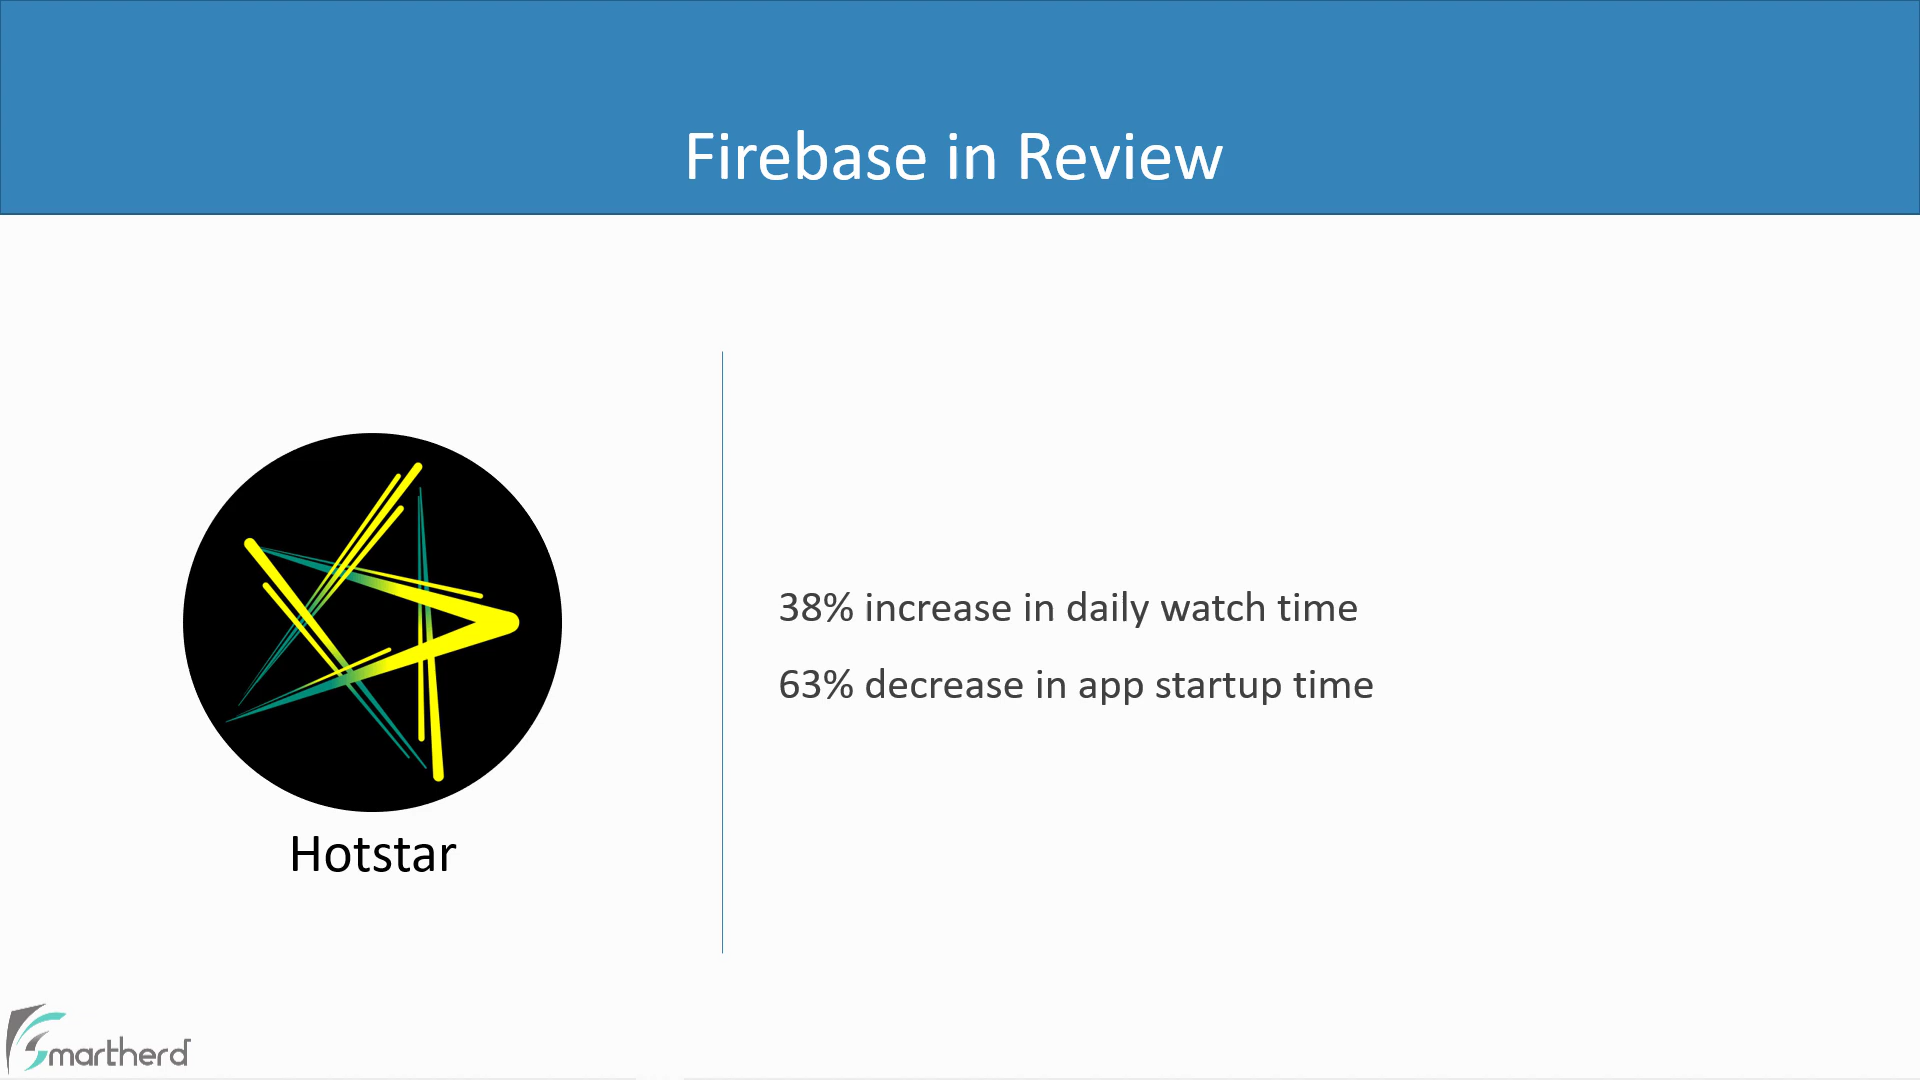 Firebase in Review
38% increase in daily watch time
63% decrease in app startup time
Hotstar
Smartherd